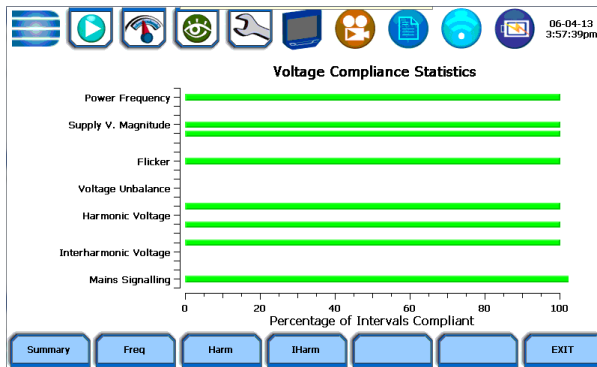 06-04-13
3:57:39pm
Voltage Compliance Statistics
Power Frequency
Supply V. Magnitude
Flicker
Voltage Unbalance
Harmonic Voltage
Interharmonic Voltage
Mains Signalling
0 20 40 60 80 100
Percentage of Intervals Compliant
Summary Freq Harm IHarm EXIT